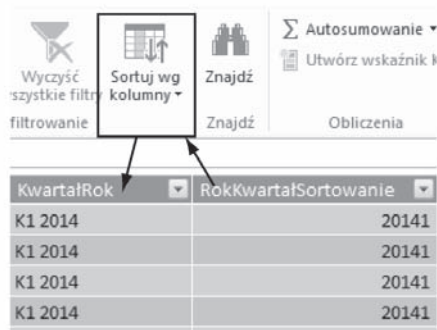 Wyczyść
wszystkie filtry
filtrowanie
Sortuj wg
kolumny
Znajdź
Znajdź
Autosumowanie
Utwórz wskaźnik K
Obliczenia
KwartałRok RokKwartałSortowanie
K1 2014 20141
K1 2014 20141
K1 2014 20141
K1 2014 20141